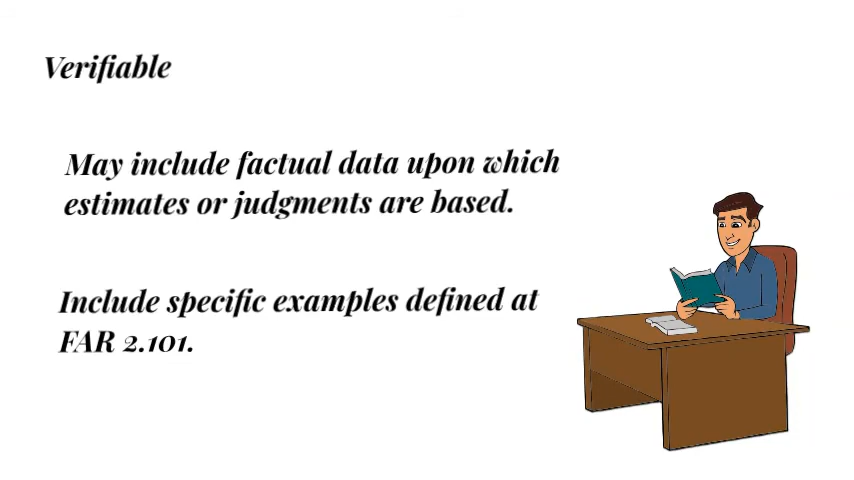 Verifiable
May include factual data upon which
estimates or judgments are based.
Include specific examples defined at
FAR 2.101.